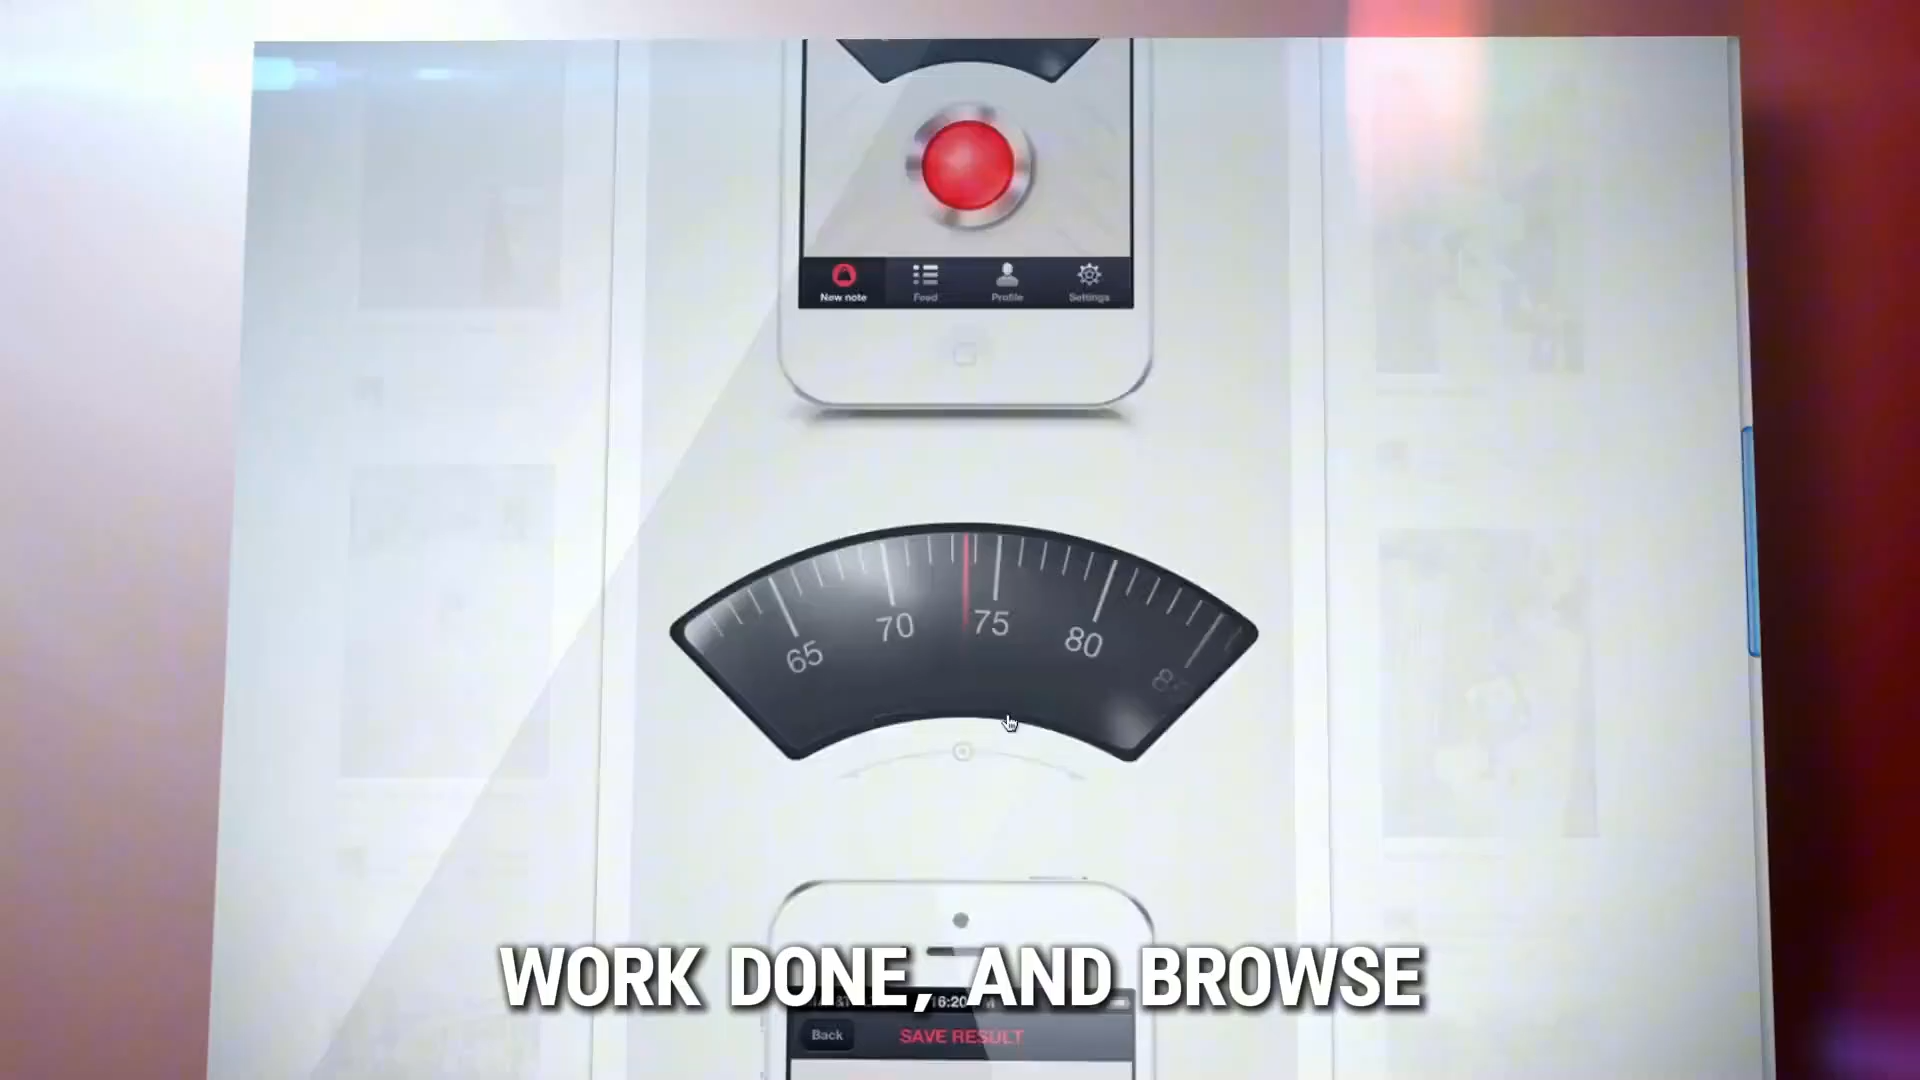 New note Feed Profile Settings
65 70 75 80
WORK DONE, AND BROWSE
Back SAVE RESULT